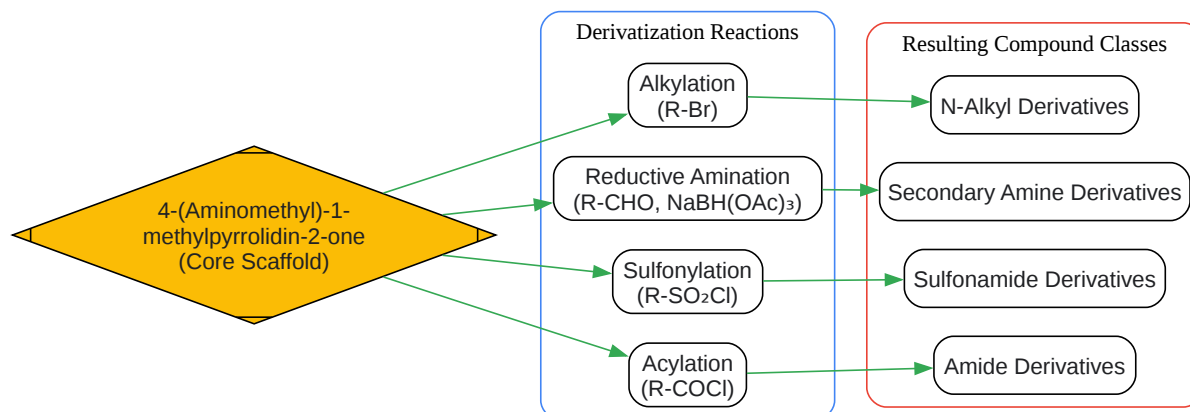 Derivatization Reactions
Resulting Compound Classes
Alkylation
(R-Br)
N-Alkyl Derivatives
4-(Aminomethyl)-1-
methylpyrrolidin-2-one
(Core Scaffold)
Reductive Amination
(R-CHO, NaBH(OAc)₃)
Secondary Amine Derivatives
Sulfonylation
(R-SO₂Cl)
Sulfonamide Derivatives
Acylation
(R-COCl)
Amide Derivatives